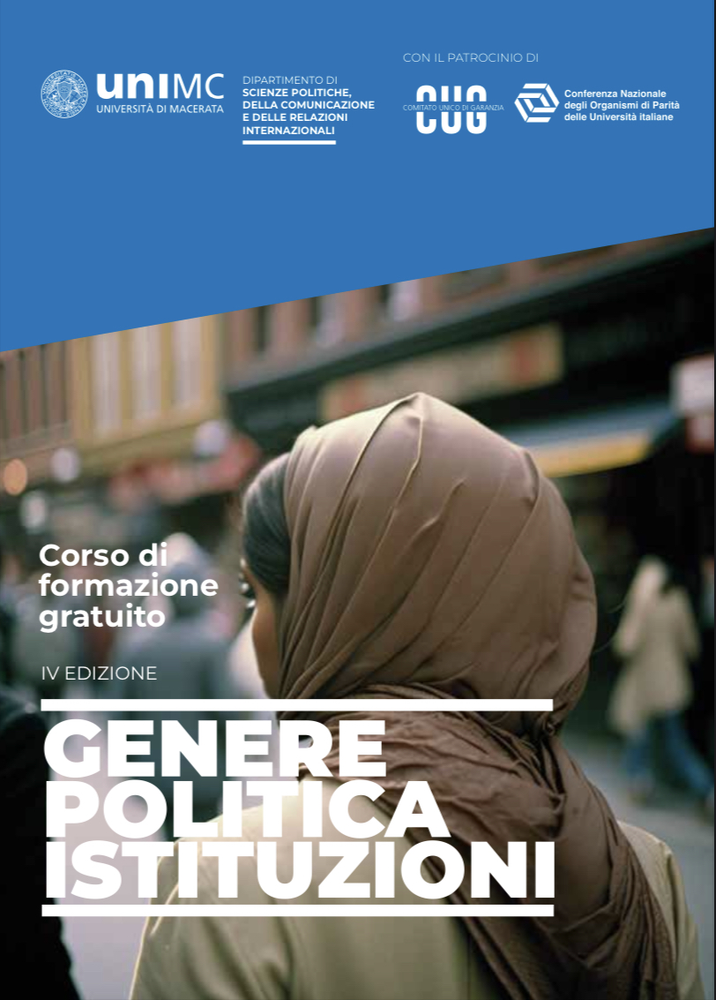 unIMC
UNIVERSITÀ DI MACERATA
DIPARTIMENTO DI
SCIENZE POLITICHE,
DELLA COMUNICAZIONE
E DELLE RELAZIONI
INTERNAZIONALI
CON IL PATROCINIO DI
CUG
COMITATO UNICO DI GARANZIA
Conferenza Nazionale
degli Organismi di Parità
delle Università italiane
Corso di
formazione
gratuito
IV EDIZIONE
GENERE
POLITICA
ISTITUZIONI